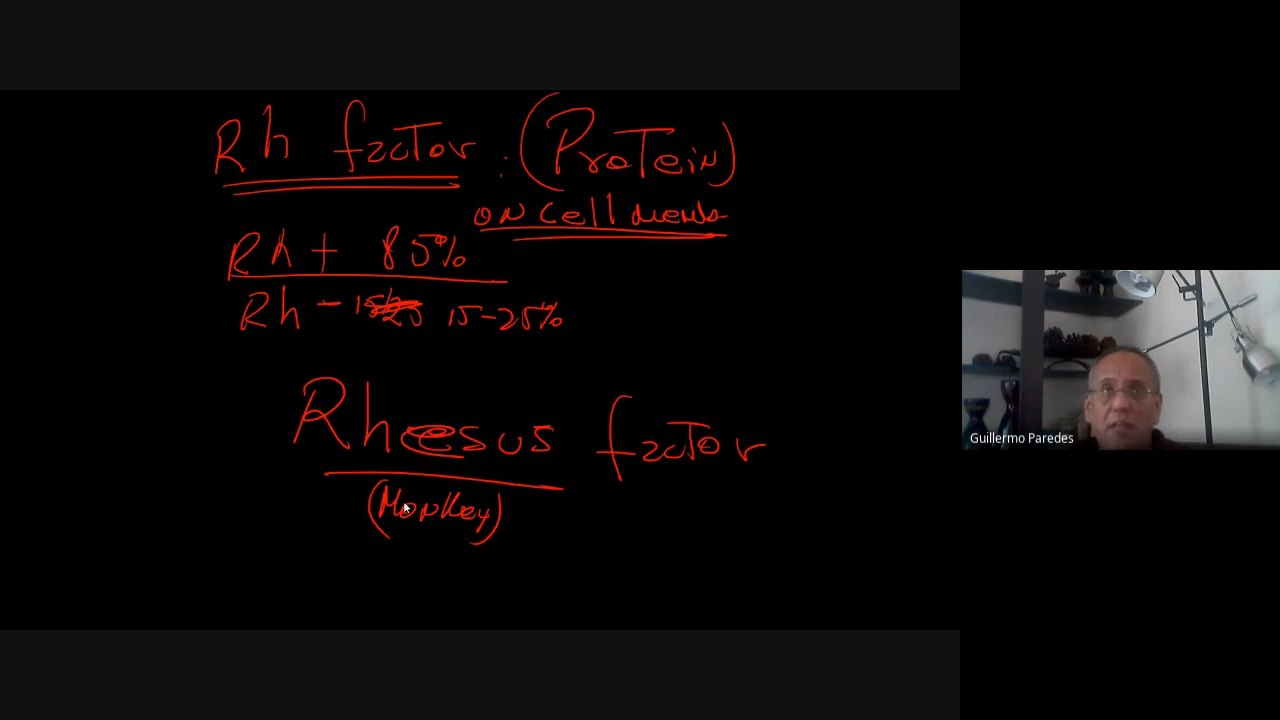 Rh factor : (Protein)
on cell memb
Rh + 85%
Rh - 15-25%
Rhesus factor
(Monkey)
Guillermo Paredes